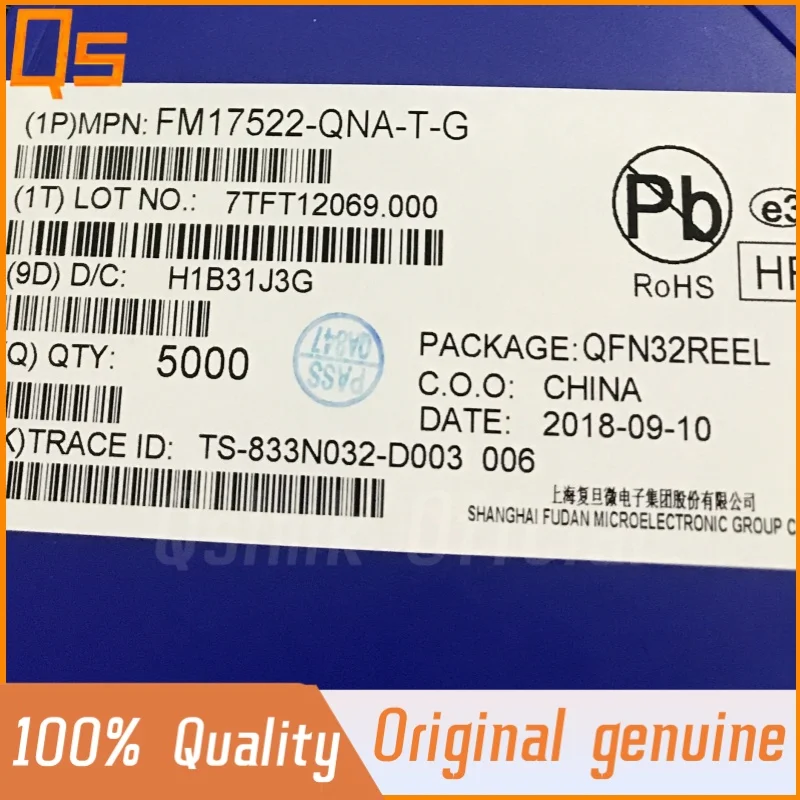 Qs
(1P)MPN: FM17522-QNA-T-G
(1T) LOT NO.: 7TFT12069.000
(9D) D/C: H1B31J3G
Q) QTY: 5000
PASS
QA847
Pb
e3
RoHS
HF
PACKAGE: QFN32REEL
C.O.O: CHINA
DATE: 2018-09-10
K)TRACE ID: TS-833N032-D003 006
上海复旦微电子集团股份有限公司
SHANGHAI FUDAN MICROELECTRONIC GROUP C
100% Quality
Original genuine